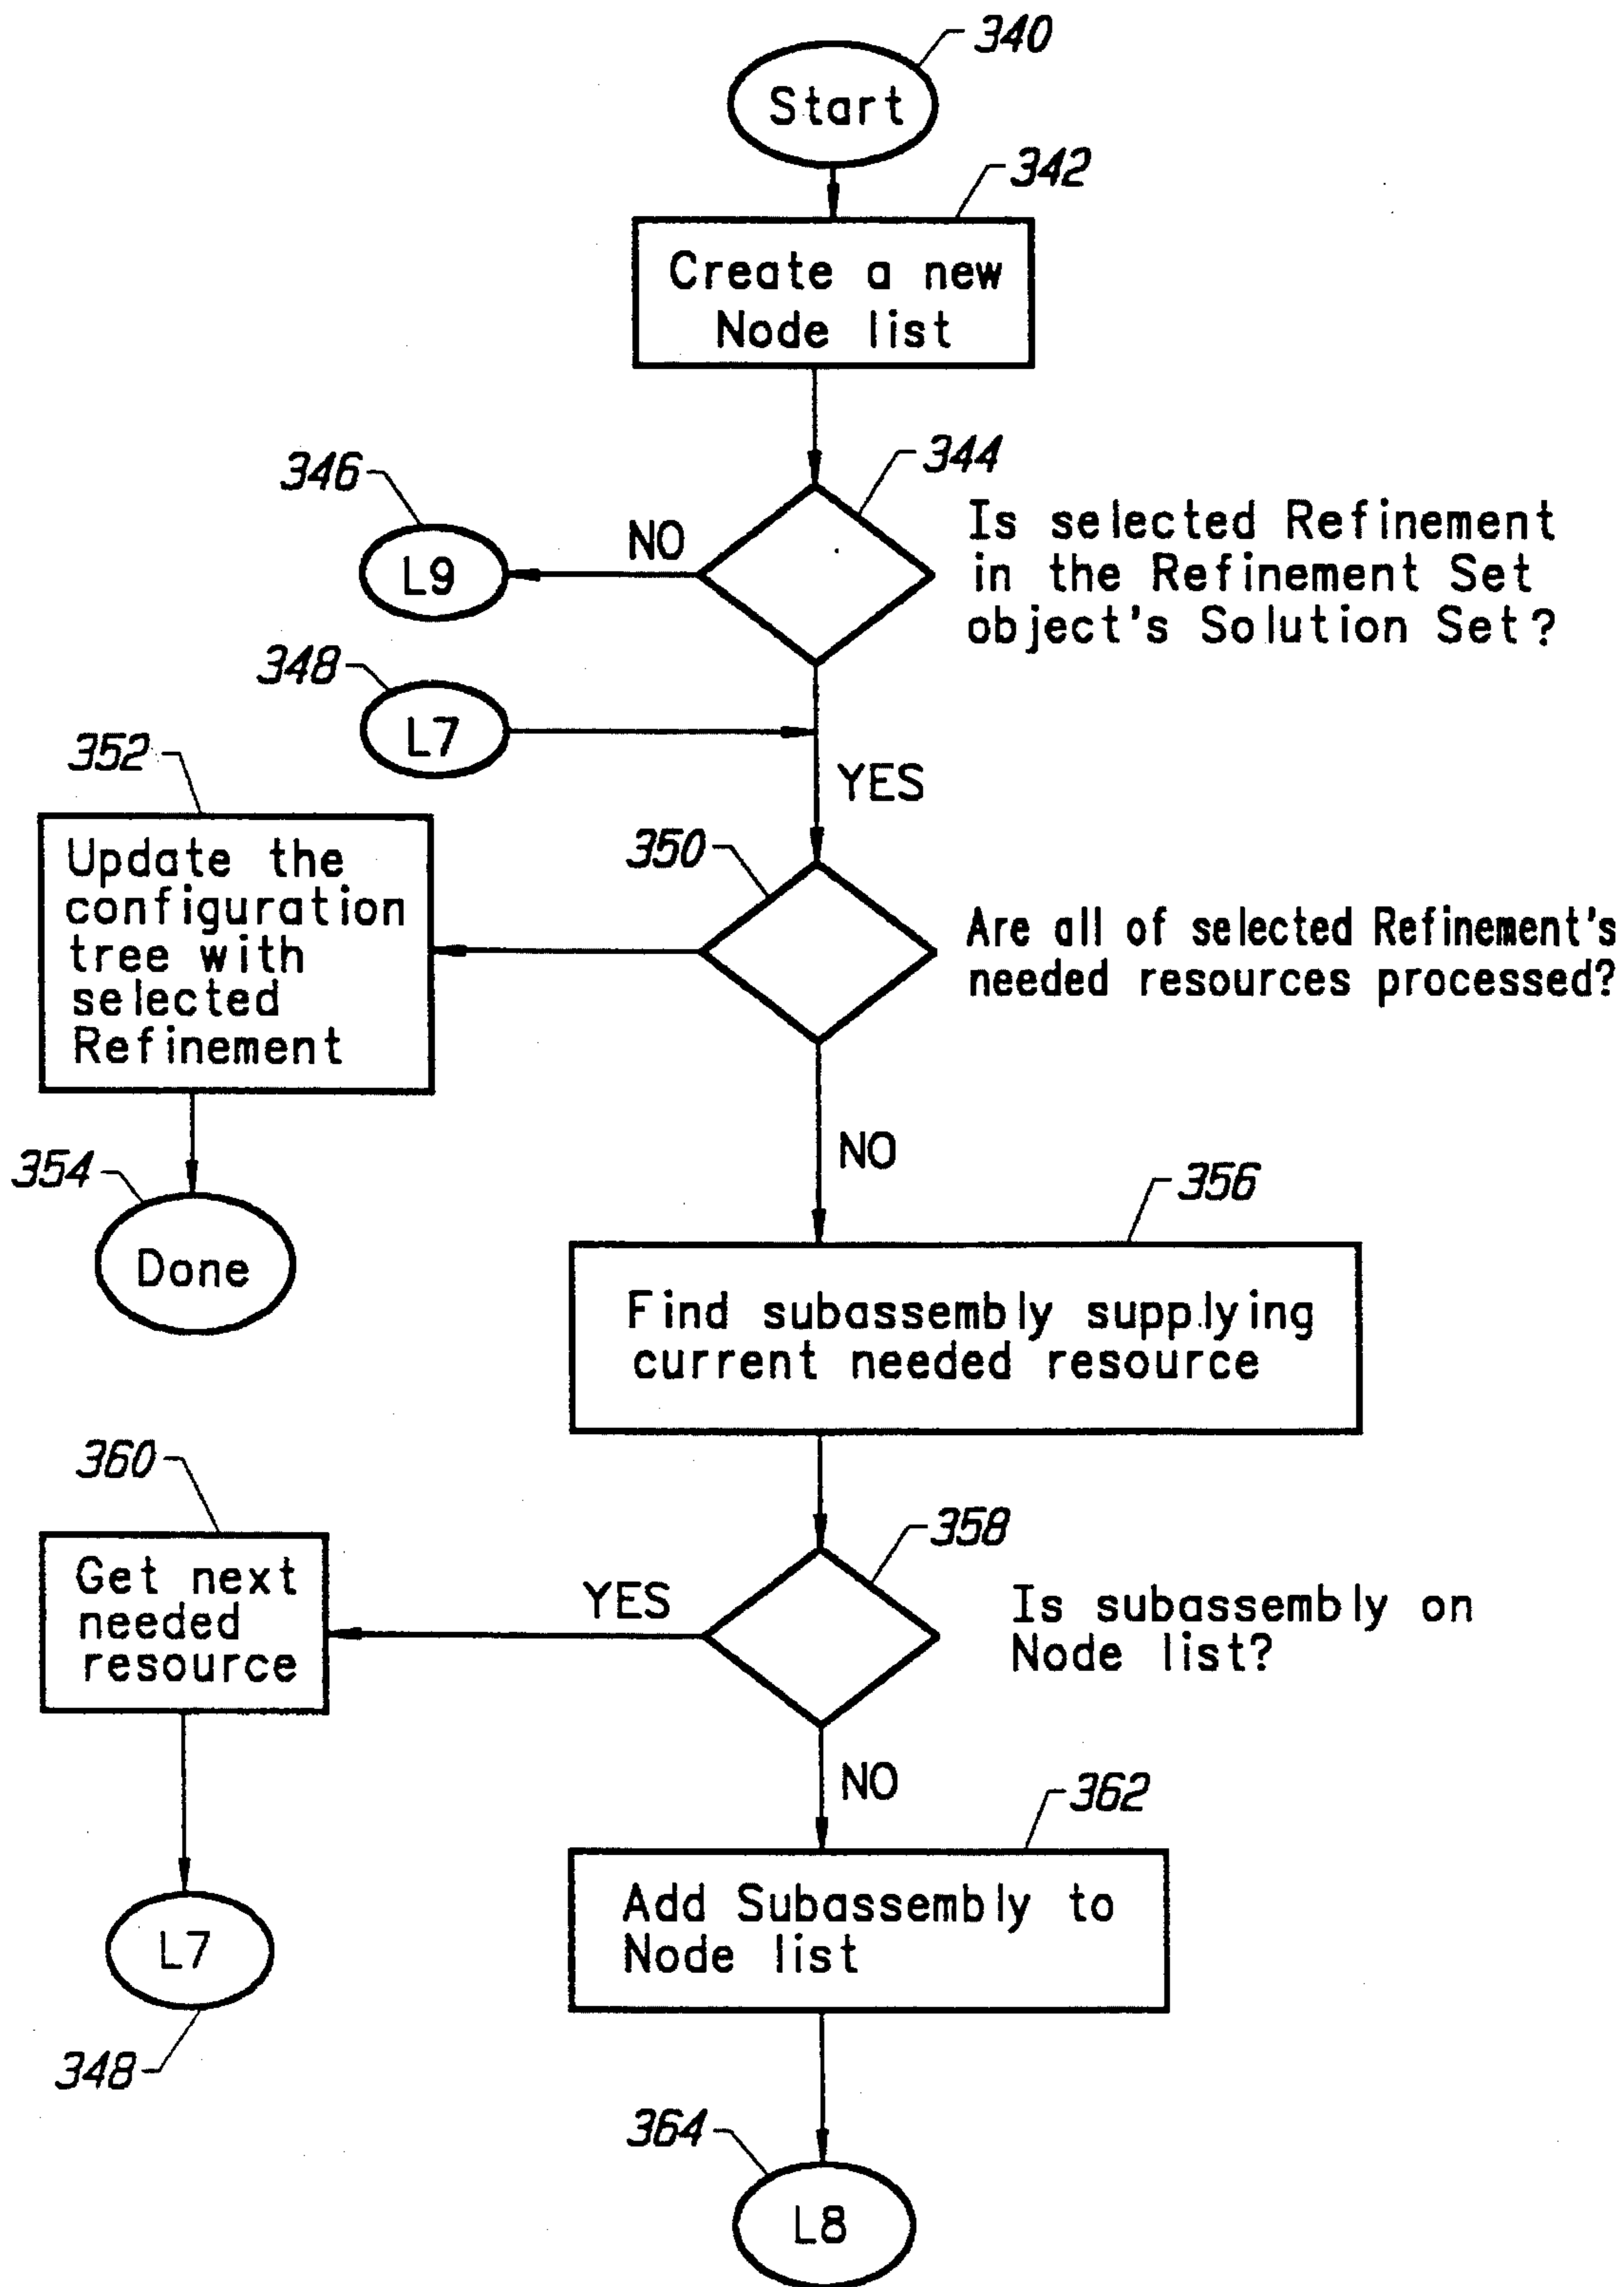 340
Start
342
Create a new
Node list
344
346
NO
L9
Is selected Refinement
in the Refinement Set
object's Solution Set?
348
L7
YES
352
Update the
configuration
tree with
selected
Refinement
350
Are all of selected Refinement's
needed resources processed?
NO
354
Done
356
Find subassembly supplying
current needed resource
360
Get next
needed
resource
358
YES
Is subassembly on
Node list?
NO
362
Add Subassembly to
Node list
L7
348
364
L8